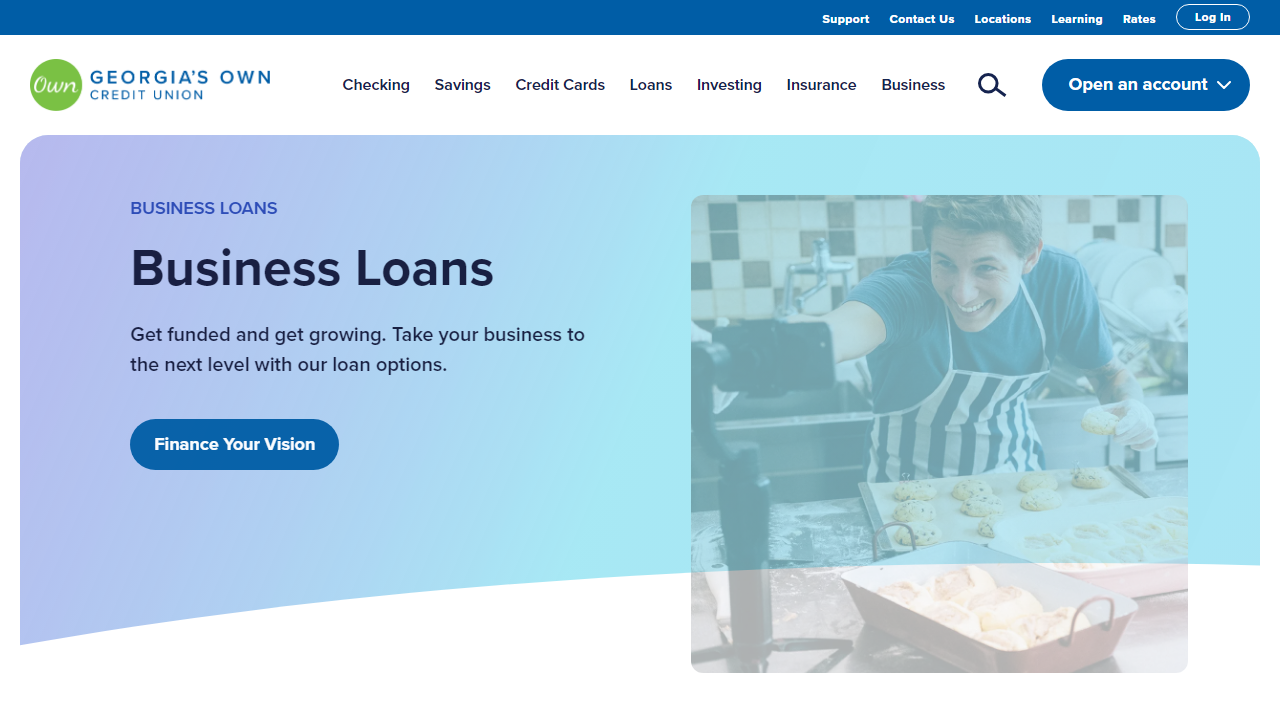 Support
Contact Us
Locations
Learning
Rates
Log In
Own
GEORGIA'S OWN
CREDIT UNION
Checking
Savings
Credit Cards
Loans
Investing
Insurance
Business
Open an account
BUSINESS LOANS
Business Loans
Get funded and get growing. Take your business to
the next level with our loan options.
Finance Your Vision